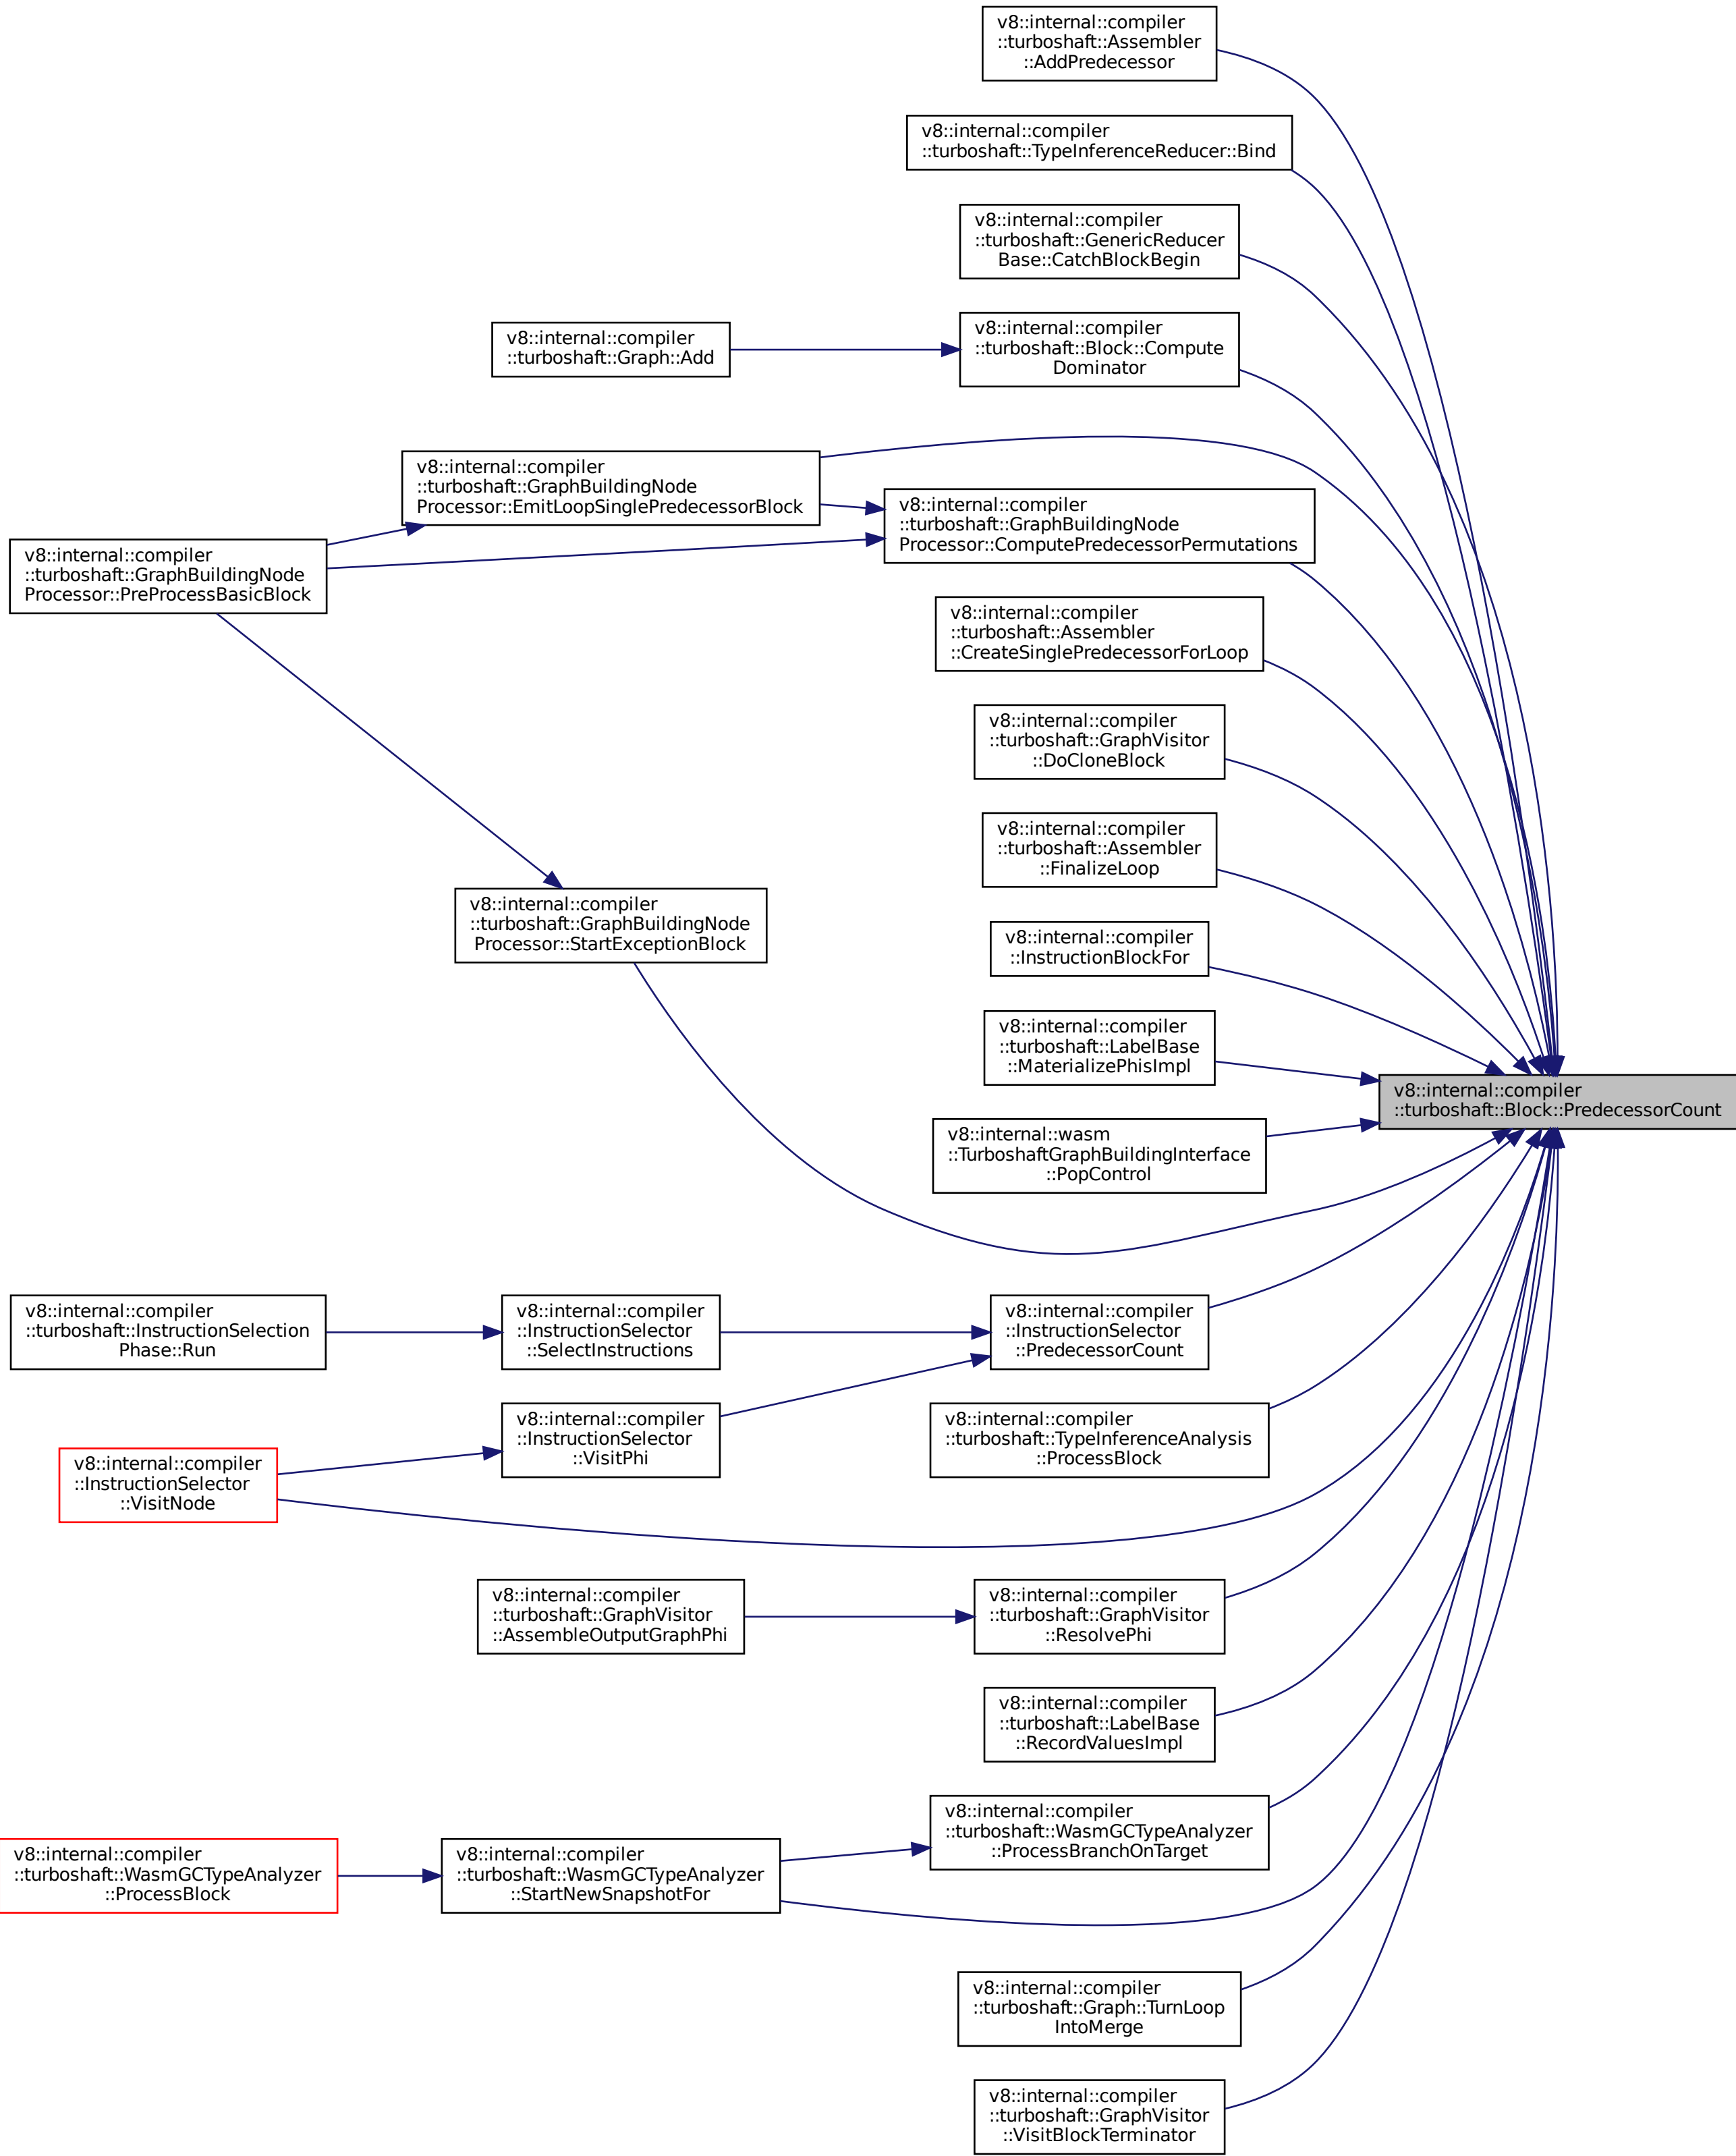 v8::internal::compiler
::turboshaft::Assembler
::AddPredecessor
v8::internal::compiler
::turboshaft::TypeInferenceReducer::Bind
v8::internal::compiler
::turboshaft::GenericReducer
Base::CatchBlockBegin
v8::internal::compiler
::turboshaft::Graph::Add
v8::internal::compiler
::turboshaft::Block::Compute
Dominator
v8::internal::compiler
::turboshaft::GraphBuildingNode
Processor::EmitLoopSinglePredecessorBlock
v8::internal::compiler
::turboshaft::GraphBuildingNode
Processor::ComputePredecessorPermutations
v8::internal::compiler
::turboshaft::GraphBuildingNode
Processor::PreProcessBasicBlock
v8::internal::compiler
::turboshaft::Assembler
::CreateSinglePredecessorForLoop
v8::internal::compiler
::turboshaft::GraphVisitor
::DoCloneBlock
v8::internal::compiler
::turboshaft::Assembler
::FinalizeLoop
v8::internal::compiler
::turboshaft::GraphBuildingNode
Processor::StartExceptionBlock
v8::internal::compiler
::InstructionBlockFor
v8::internal::compiler
::turboshaft::LabelBase
::MaterializePhisImpl
v8::internal::compiler
::turboshaft::Block::PredecessorCount
v8::internal::wasm
::TurboshaftGraphBuildingInterface
::PopControl
v8::internal::compiler
::turboshaft::InstructionSelection
Phase::Run
v8::internal::compiler
::InstructionSelector
::SelectInstructions
v8::internal::compiler
::InstructionSelector
::PredecessorCount
v8::internal::compiler
::InstructionSelector
::VisitPhi
v8::internal::compiler
::turboshaft::TypeInferenceAnalysis
::ProcessBlock
v8::internal::compiler
::InstructionSelector
::VisitNode
v8::internal::compiler
::turboshaft::GraphVisitor
::AssembleOutputGraphPhi
v8::internal::compiler
::turboshaft::GraphVisitor
::ResolvePhi
v8::internal::compiler
::turboshaft::LabelBase
::RecordValuesImpl
v8::internal::compiler
::turboshaft::WasmGCTypeAnalyzer
::ProcessBranchOnTarget
v8::internal::compiler
::turboshaft::WasmGCTypeAnalyzer
::ProcessBlock
v8::internal::compiler
::turboshaft::WasmGCTypeAnalyzer
::StartNewSnapshotFor
v8::internal::compiler
::turboshaft::Graph::TurnLoop
IntoMerge
v8::internal::compiler
::turboshaft::GraphVisitor
::VisitBlockTerminator